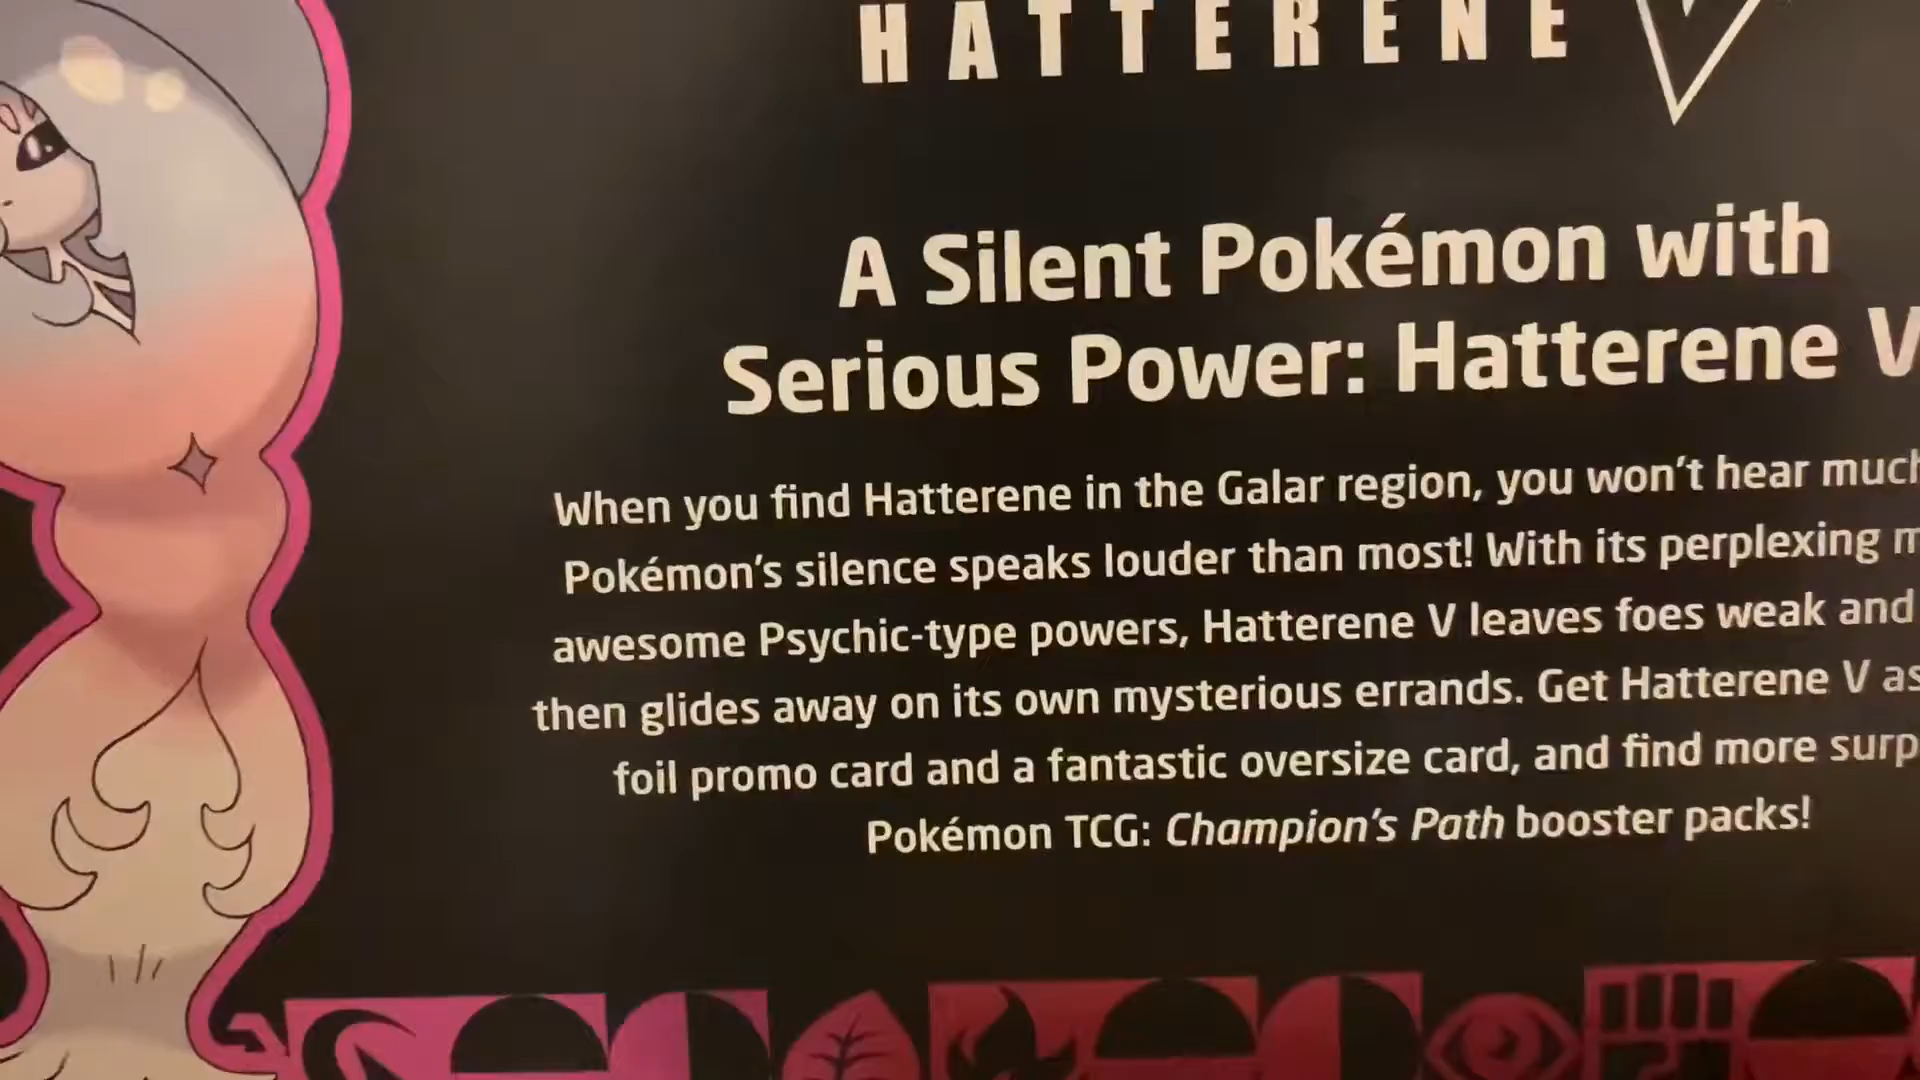 HATTERENE V
A Silent Pokémon with
Serious Power: Hatterene V
When you find Hatterene in the Galar region, you won't hear much
Pokémon's silence speaks louder than most! With its perplexing
awesome Psychic-type powers, Hatterene V leaves foes weak and
then glides away on its own mysterious errands. Get Hatterene V as
foil promo card and a fantastic oversize card, and find more
Pokémon TCG: Champion's Path booster packs!